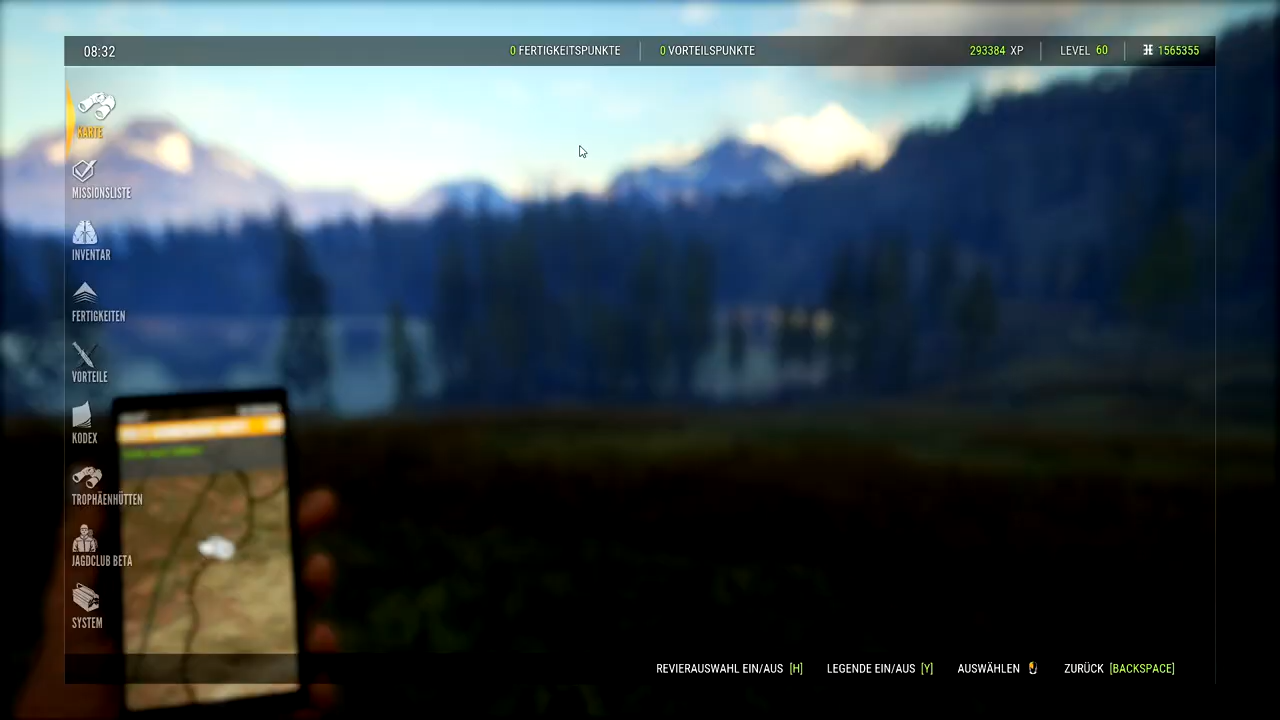 08:32
0 FERTIGKEITSPUNKTE
0 VORTEILSPUNKTE
293384 XP
LEVEL 60
1565355
KARTE
MISSIONSLISTE
INVENTAR
FERTIGKEITEN
VORTEILE
KODEX
TROPHÄENHÜTTEN
JAGDCLUB BETA
SYSTEM
REVIERAUSWAHL EIN/AUS [H]
LEGENDE EIN/AUS [Y]
AUSWÄHLEN
ZURÜCK [BACKSPACE]